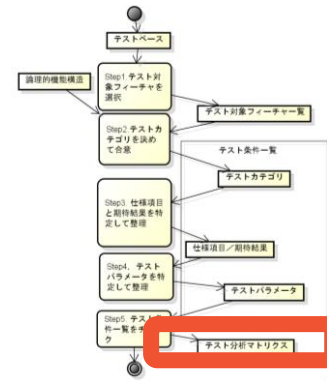 テストベース
論理的機能構造
Step1.テスト対
象フィーチャを
選択
テスト対象フィーチャ一覧
Step2.テストカ
テゴリを決め
て合意
テスト条件一覧
テストカテゴリ
Step3. 仕様項目
と期待結果を特
定して整理
仕様項目／期待結果
Step4．テスト
パラメータを特
定して整理
テストパラメータ
Step5.テスト
件一覧をチ
ク
テスト分析マトリクス